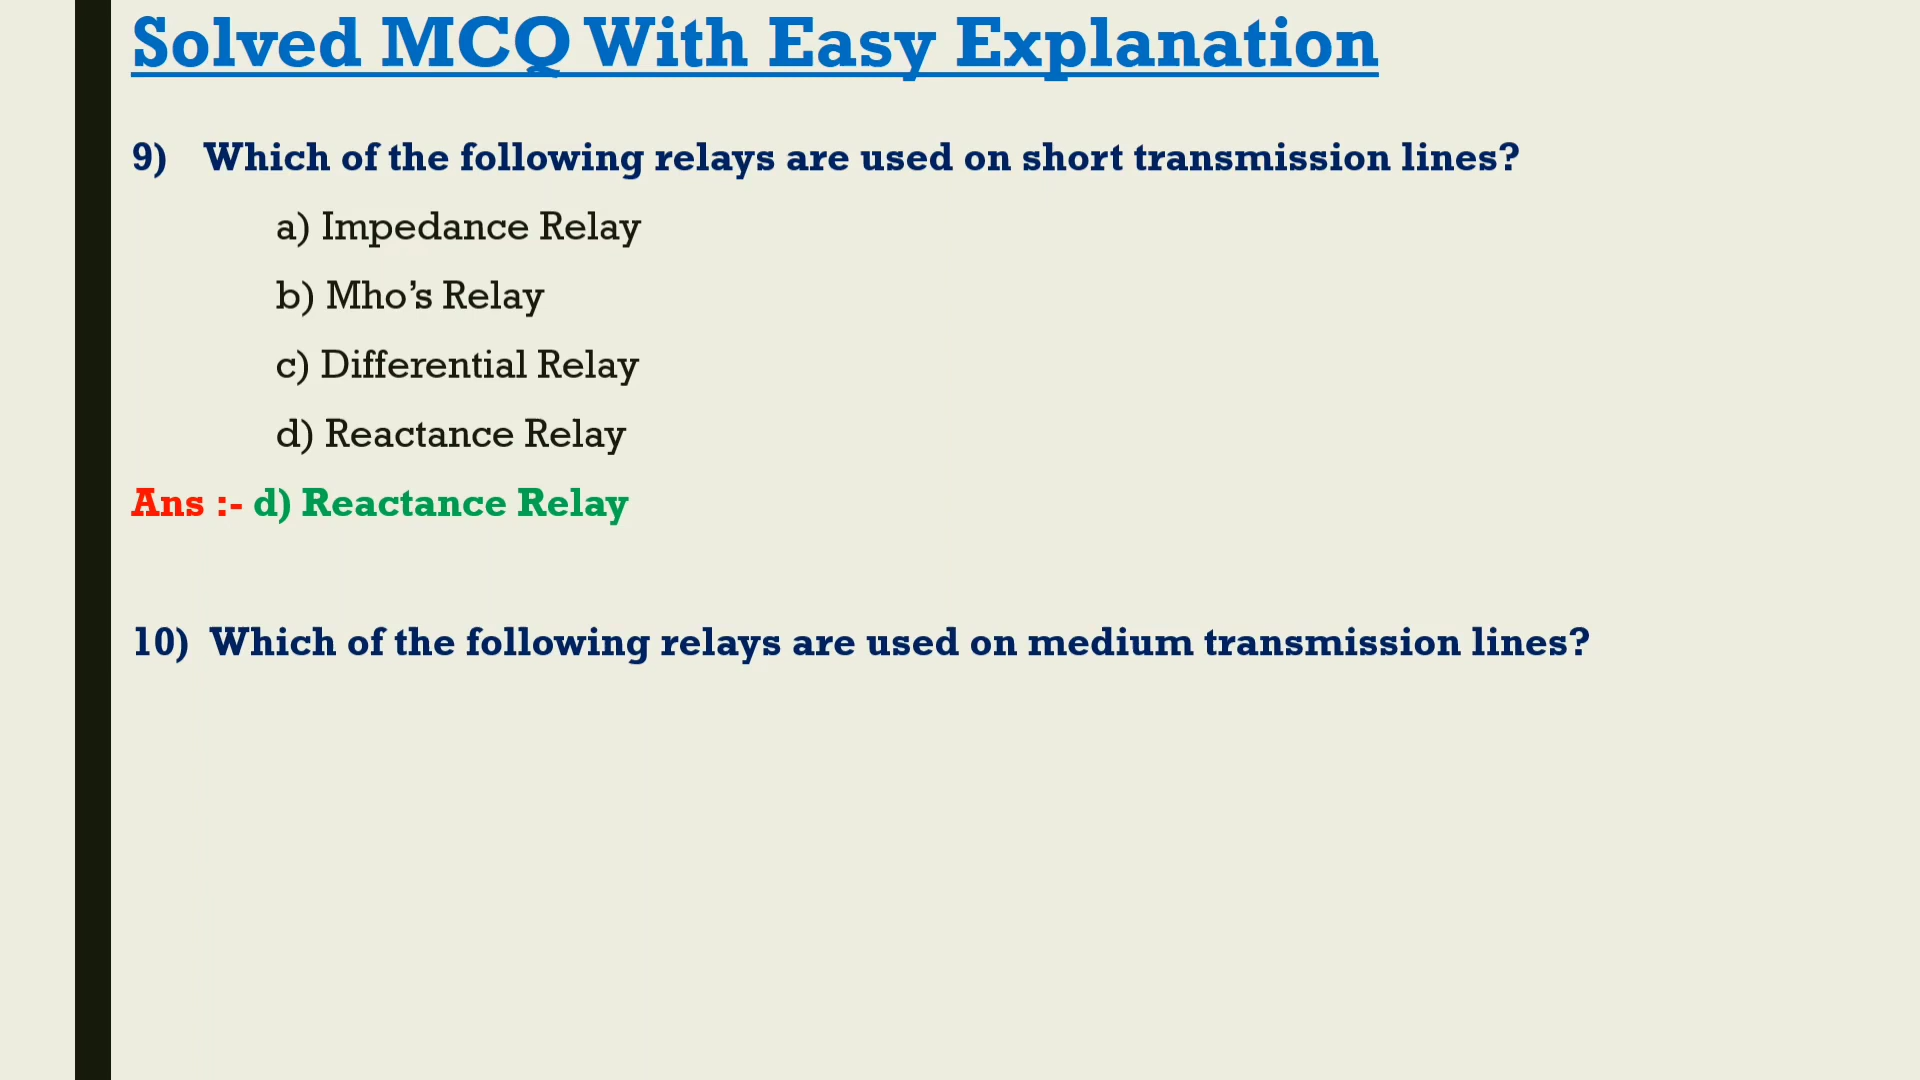 Solved MCQ With Easy Explanation
9) Which of the following relays are used on short transmission lines?
a) Impedance Relay
b) Mho’s Relay
c) Differential Relay
d) Reactance Relay
Ans :- d) Reactance Relay
10) Which of the following relays are used on medium transmission lines?